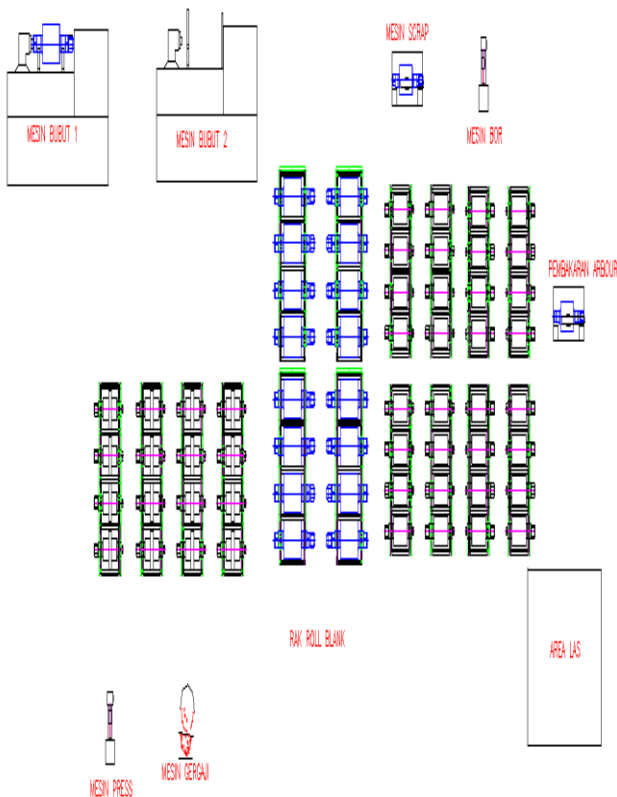 MESIN SCRAP
MESIN BUBUT 1
MESIN BUBUT 2
MESIN BOR
PEMBAKARAN ARBOUR
RAK ROLL BLANK
AREA LAS
MESIN PRESS
MESIN GERGAJI